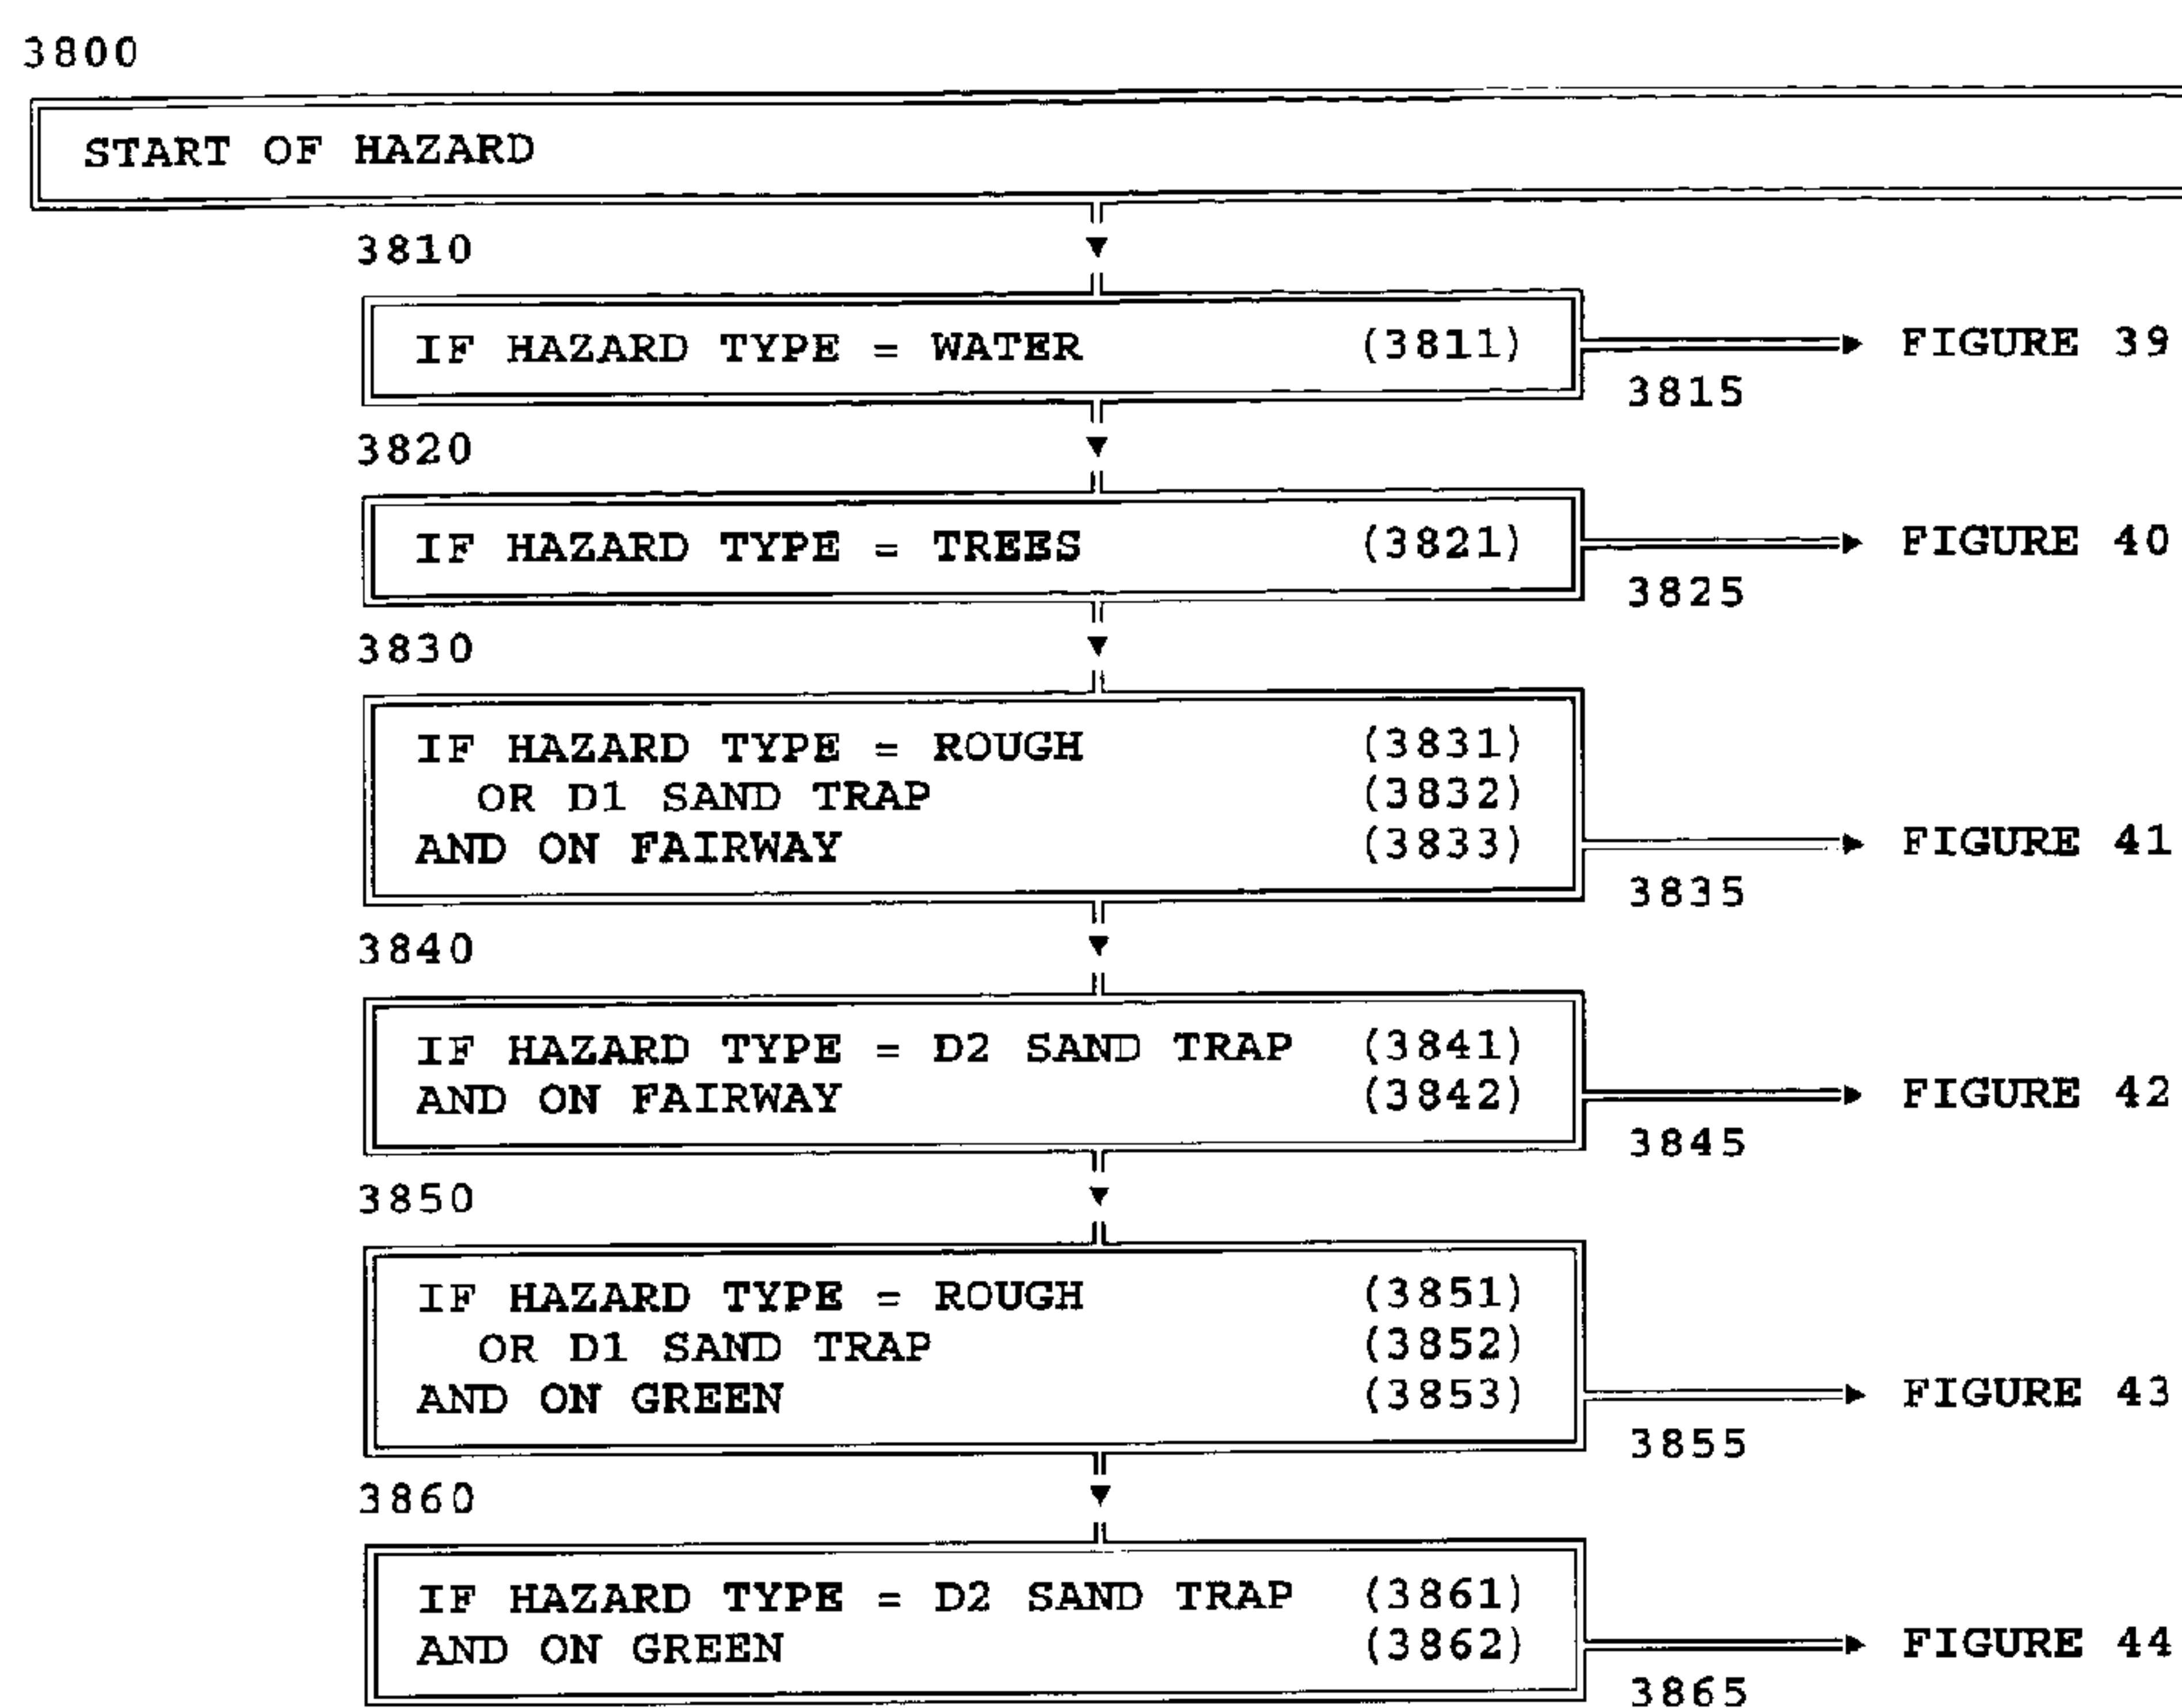 3800
START OF HAZARD
3810
IF HAZARD TYPE = WATER (3811) FIGURE 39
3815
3820
IF HAZARD TYPE = TREES (3821) FIGURE 40
3825
3830
IF HAZARD TYPE = ROUGH (3831)
OR D1 SAND TRAP (3832)
AND ON FAIRWAY (3833) FIGURE 41
3835
3840
IF HAZARD TYPE = D2 SAND TRAP (3841)
AND ON FAIRWAY (3842) FIGURE 42
3845
3850
IF HAZARD TYPE = ROUGH (3851)
OR D1 SAND TRAP (3852)
AND ON GREEN (3853) FIGURE 43
3855
3860
IF HAZARD TYPE = D2 SAND TRAP (3861)
AND ON GREEN (3862) FIGURE 44
3865